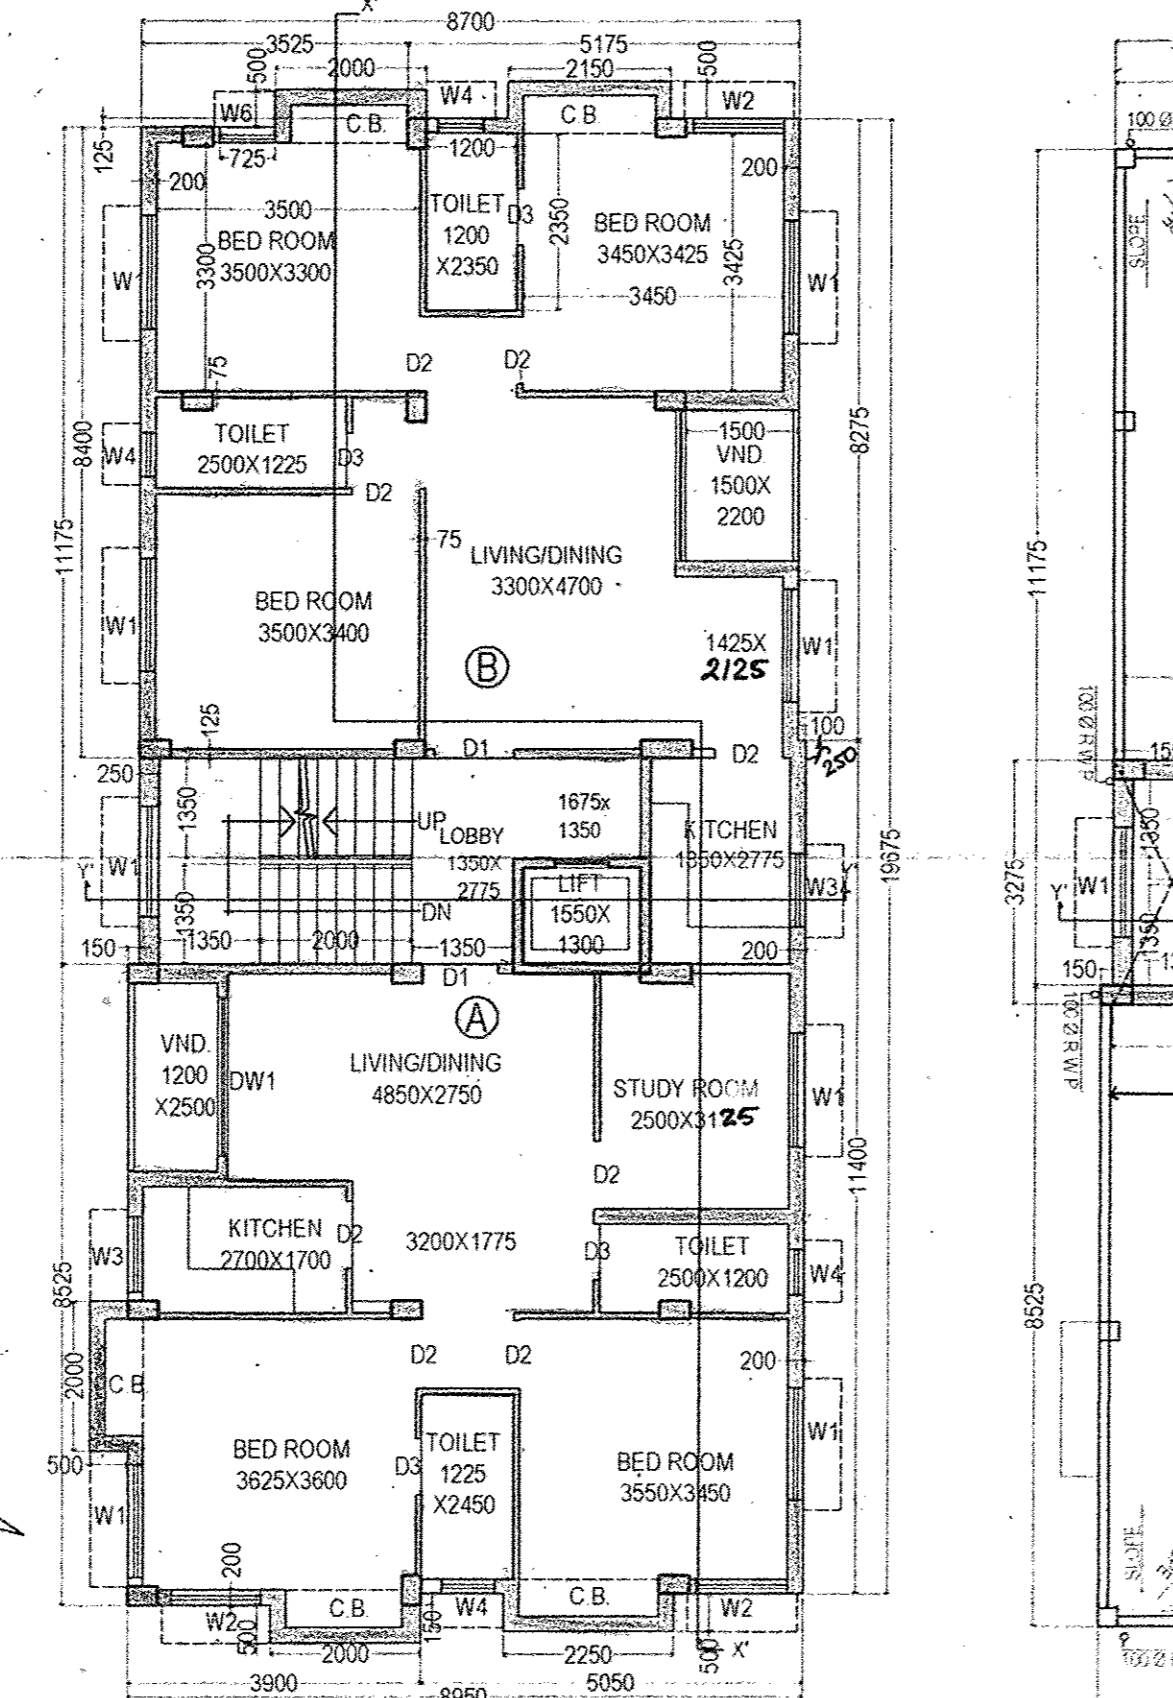 X'
8700
3525
5175
500
2000
2150
500
W6
C.B.
W4
C.B
W2
100 Ø
125
725
1200
200
200
3500
TOILET
1200
X2350
D3
2350
BED ROOM
3450X3425
3425
SLOPE
BED ROOM
3500X3300
3300
W1
3450
W1
75
D2
D2
8400
W4
TOILET
2500X1225
D3
D2
1500
VND.
1500X
2200
8275
11175
75
LIVING/DINING
3300X4700
11175
W1
BED ROOM
3500X3400
B
1425X
2125
W1
125
D1
D2
100
250
100 Ø R.W.P
250
1350
UP
LOBBY
1350X
2775
1675x
1350
KITCHEN
1350X2775
19675
W1
Y'
LIFT
1550X
1300
W3
Y'
3275
W1
Y'
1350
1350
DN
150
1350
2000
1350
200
1350
150
D1
A
VND.
1200
X2500
DW1
LIVING/DINING
4850X2750
STUDY ROOM
2500X3125
W1
100 Ø R.W.P
11400
D2
W3
KITCHEN
2700X1700
D2
3200X1775
D3
TOILET
2500X1200
W4
8525
8525
D2
D2
200
2000
C.B
BED ROOM
3625X3600
D3
TOILET
1225
X2450
BED ROOM
3550X3450
W1
500
W1
SLOPE
200
W2
500
C.B.
150
W4
C.B.
W2
500
X'
2000
2250
3900
5050
8950